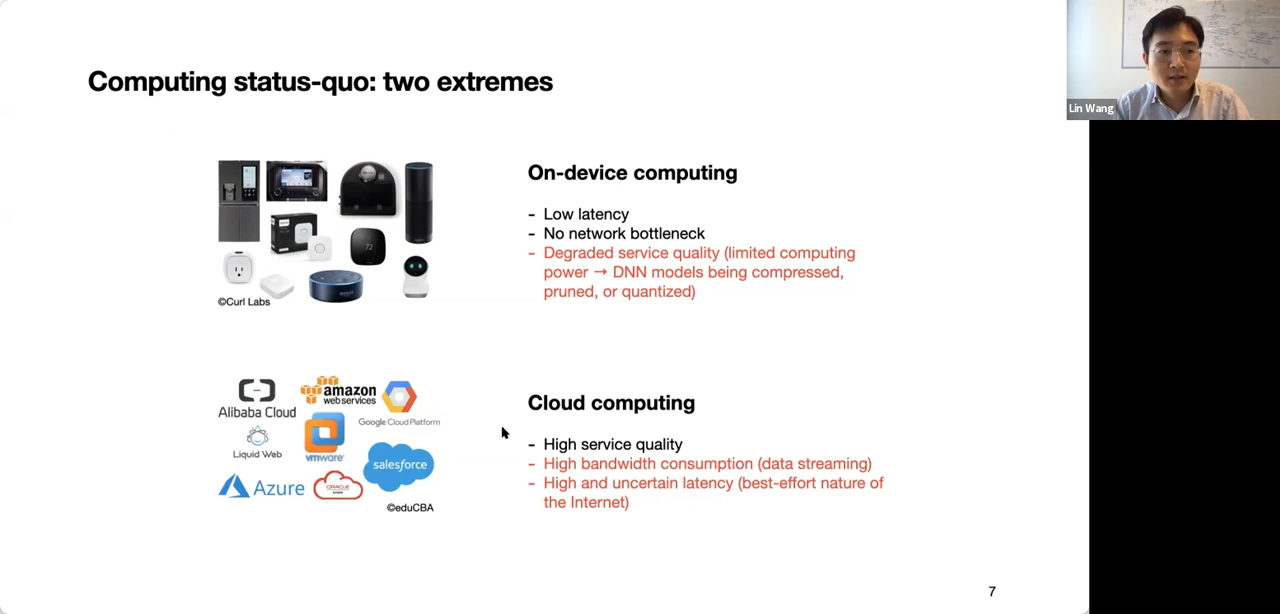 Lin Wang
Computing status-quo: two extremes
72
©Curl Labs
On-device computing
- Low latency
- No network bottleneck
- Degraded service quality (limited computing
power → DNN models being compressed,
pruned, or quantized)
Alibaba Cloud
amazon
webservices
Google Cloud Platform
Liquid Web
vmware
salesforce
Azure
ORACLE
©eduCBA
Cloud computing
- High service quality
- High bandwidth consumption (data streaming)
- High and uncertain latency (best-effort nature of
the Internet)
7